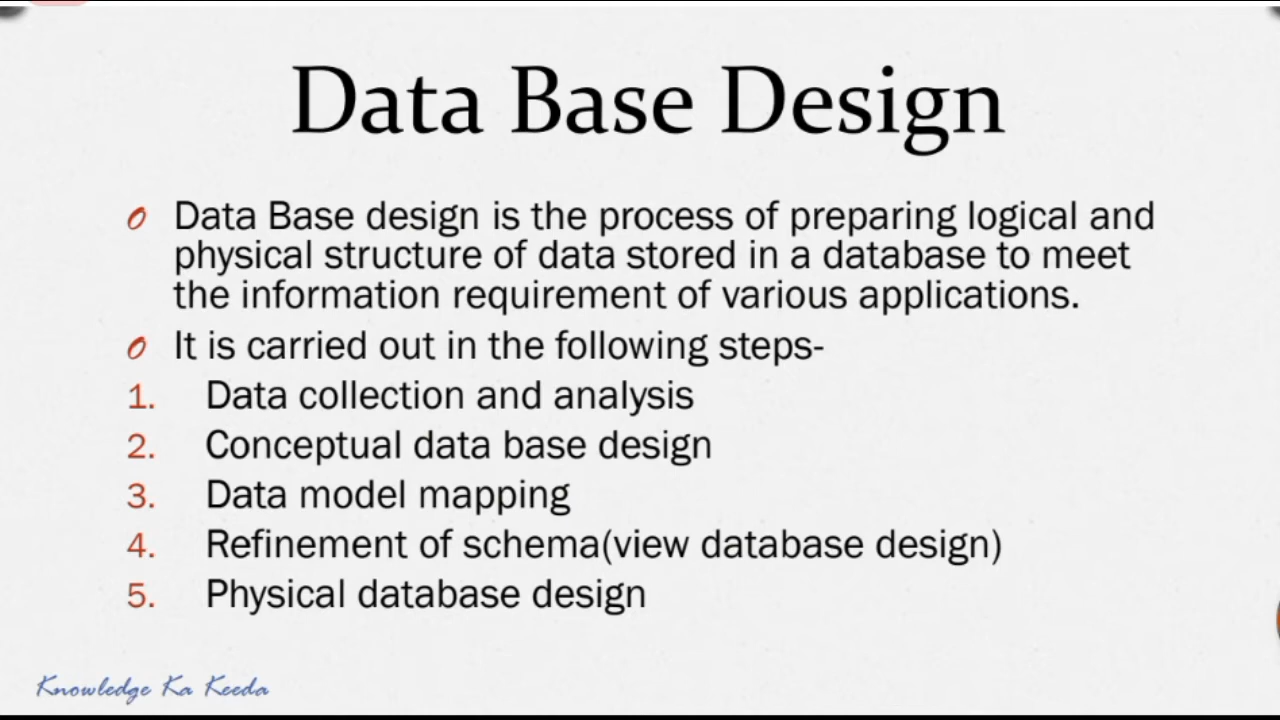 Data Base Design
Data Base design is the process of preparing logical and
physical structure of data stored in a database to meet
the information requirement of various applications.
It is carried out in the following steps-
1. Data collection and analysis
2. Conceptual data base design
3. Data model mapping
4. Refinement of schema(view database design)
5. Physical database design
Knowledge Ka Keeda